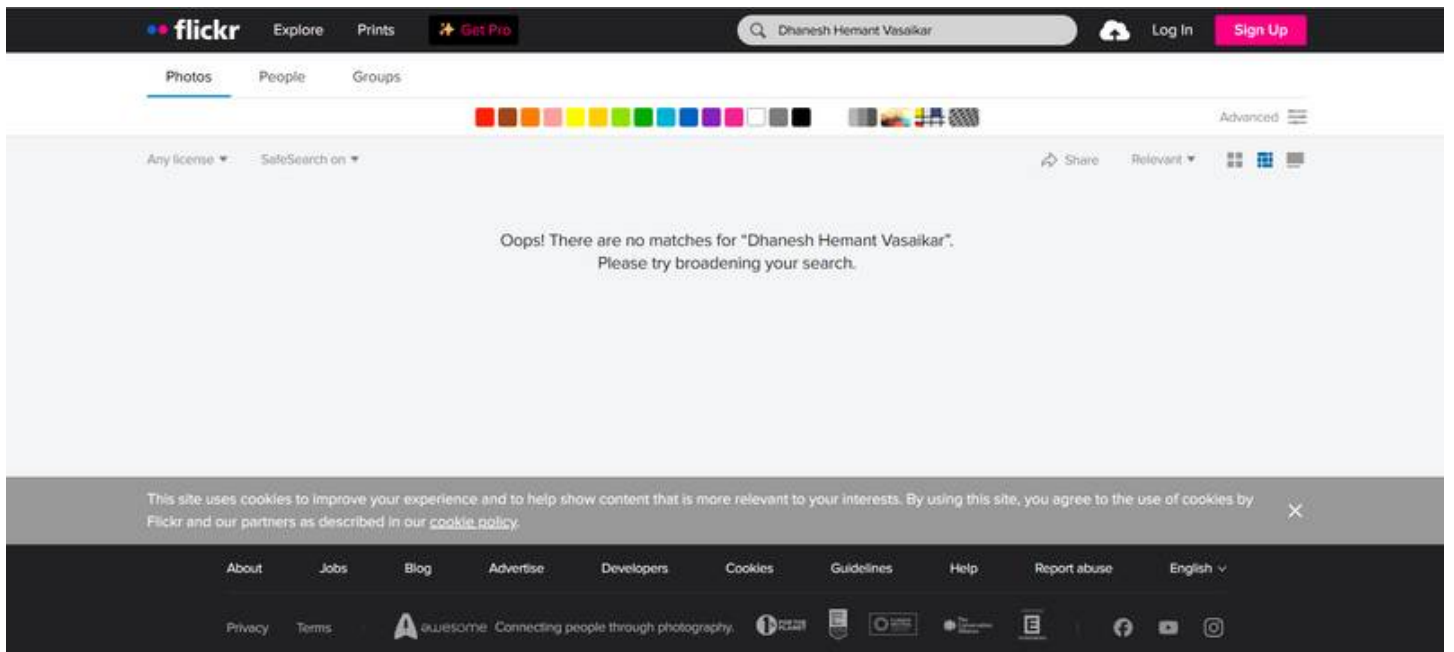 flickr Explore Prints Get Pro Dhanesh Hemant Vasaikar Log In Sign Up
Photos People Groups
Advanced
Any license SafeSearch on Share Relevant
Oops! There are no matches for “Dhanesh Hemant Vasaikar”.
Please try broadening your search.
This site uses cookies to improve your experience and to help show content that is more relevant to your interests. By using this site, you agree to the use of cookies by
Flickr and our partners as described in our cookie policy.
About Jobs Blog Advertise Developers Cookies Guidelines Help Report abuse English
Privacy Terms awesome Connecting people through photography.